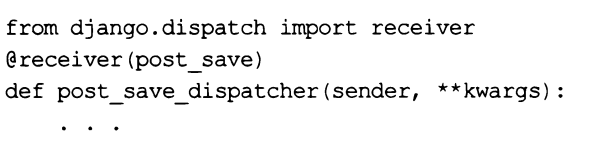 from django.dispatch import receiver
@receiver(post_save)
def post_save_dispatcher(sender, **kwargs):
    . . .